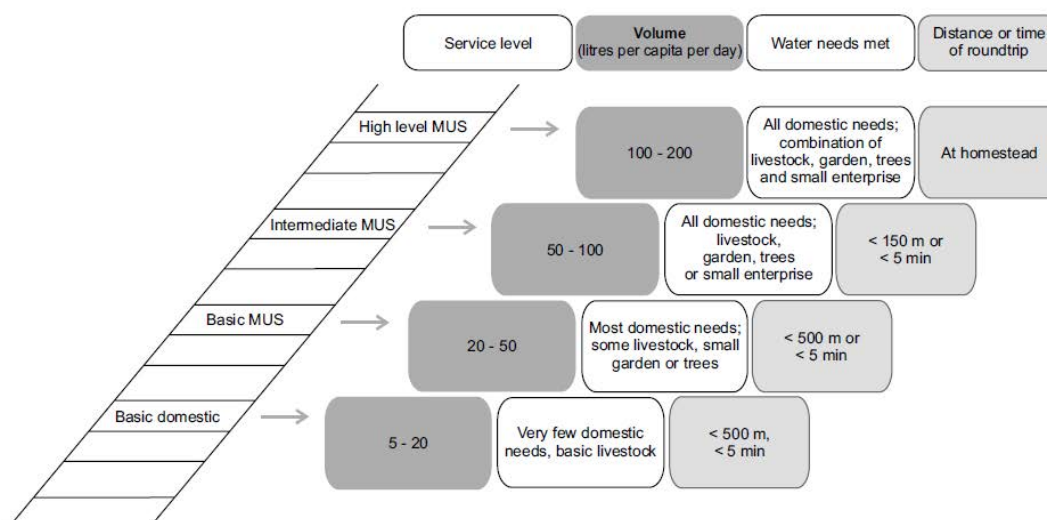 Service level
Volume
(litres per capita per day)
Water needs met
Distance or time
of roundtrip
High level MUS
100 - 200
All domestic needs;
combination of
livestock, garden, trees
and small enterprise
At homestead
Intermediate MUS
50 - 100
All domestic needs;
livestock,
garden, trees
or small enterprise
< 150 m or
< 5 min
Basic MUS
20 - 50
Most domestic needs;
some livestock, small
garden or trees
< 500 m or
< 5 min
Basic domestic
5 - 20
Very few domestic
needs, basic livestock
< 500 m,
< 5 min